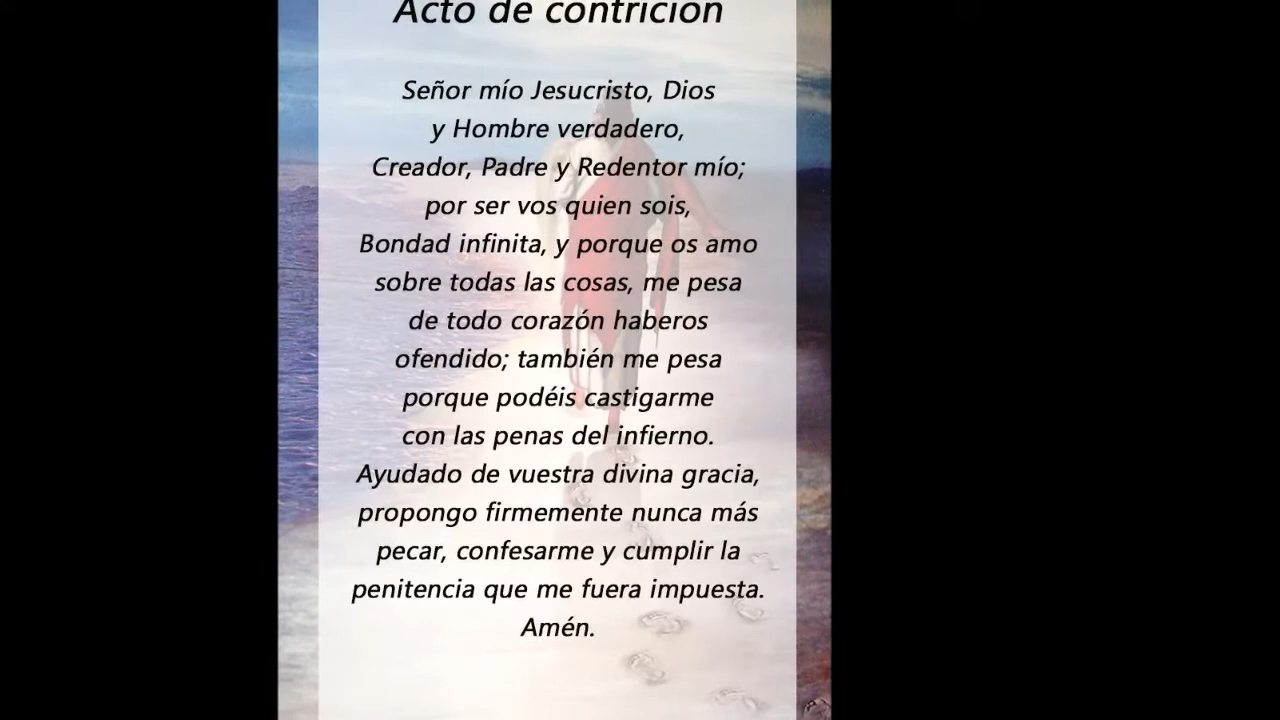 Acto de contrición
Señor mío Jesucristo, Dios
y Hombre verdadero,
Creador, Padre y Redentor mío;
por ser vos quien sois,
Bondad infinita, y porque os amo
sobre todas las cosas, me pesa
de todo corazón haberos
ofendido; también me pesa
porque podéis castigarme
con las penas del infierno.
Ayudado de vuestra divina gracia,
propongo firmemente nunca más
pecar, confesarme y cumplir la
penitencia que me fuera impuesta.
Amén.